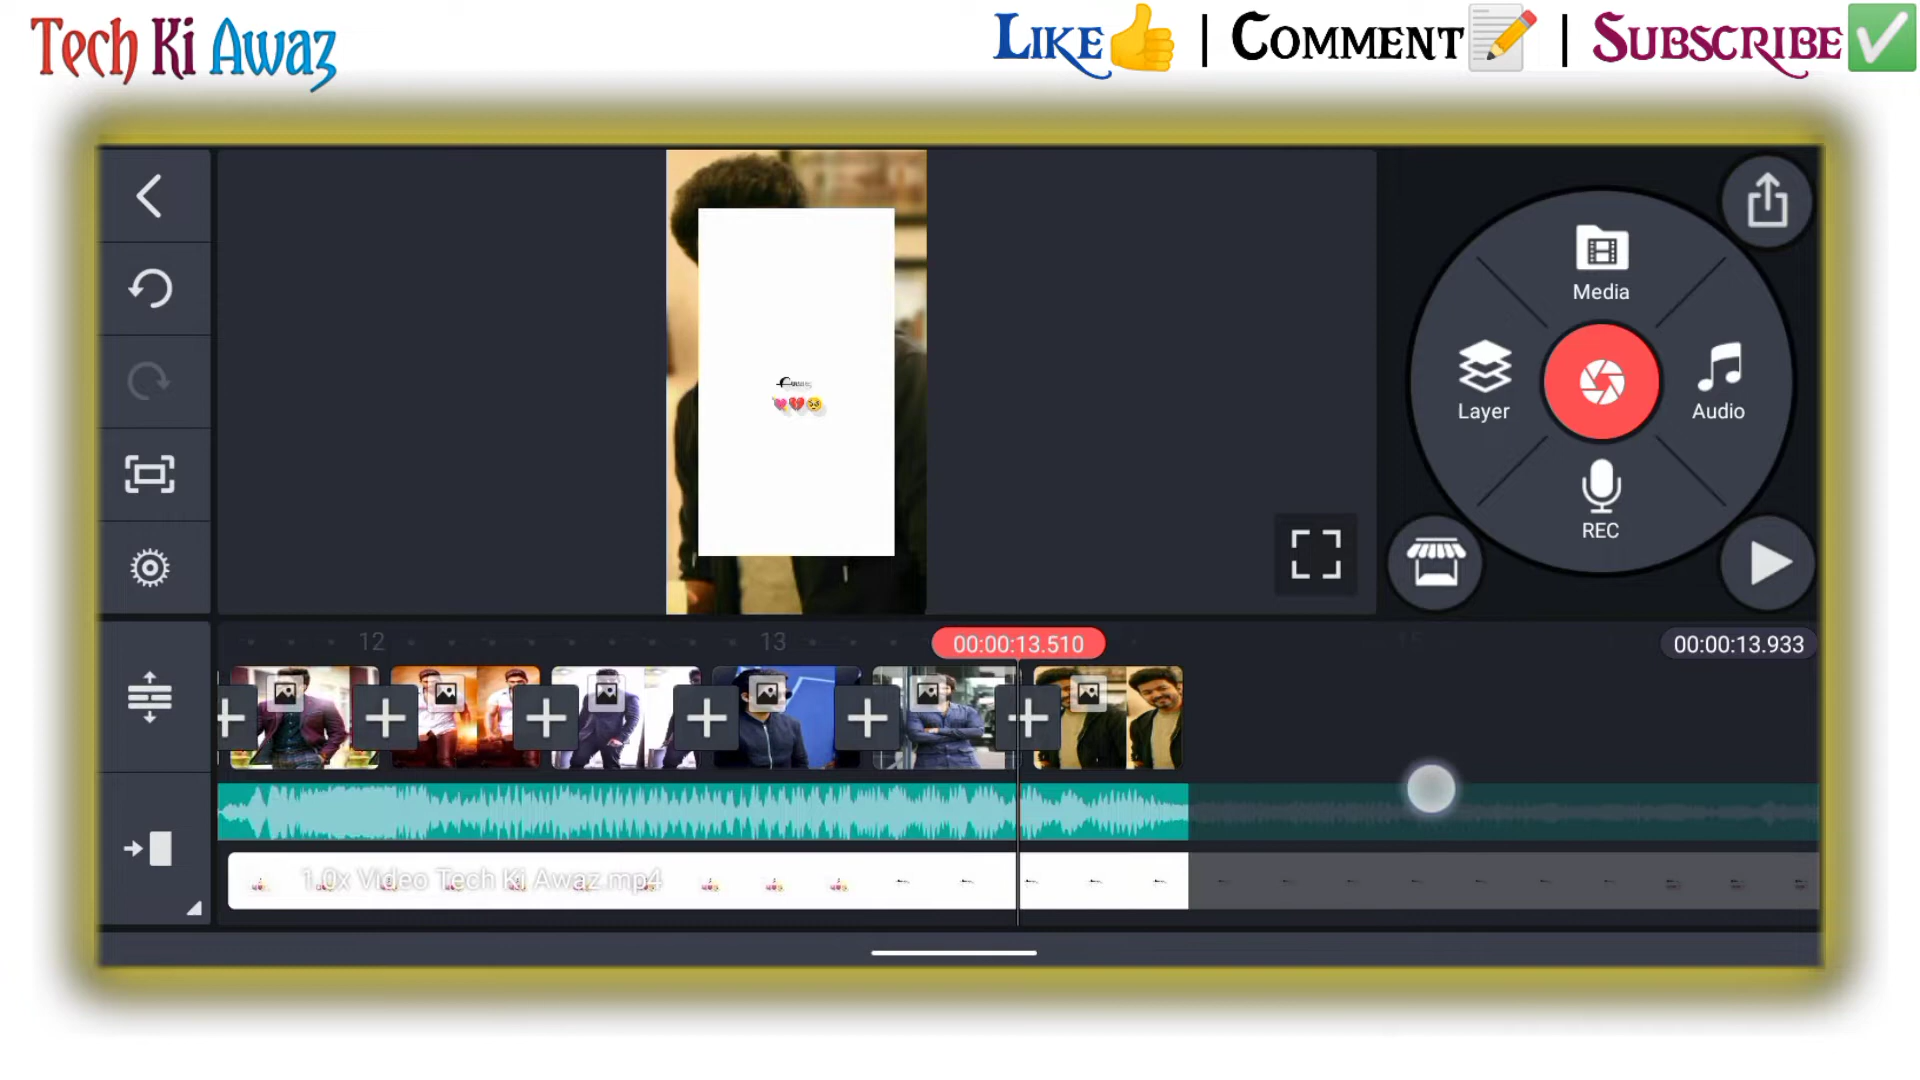 Tech Ki Awaz
LIKE👍 | COMMENT📝 | SUBSCRIBE✅
Media
Layer
Audio
REC
12
13
00:00:13.510
15
00:00:13.933
1.0x Video Tech Ki Awaz.mp4